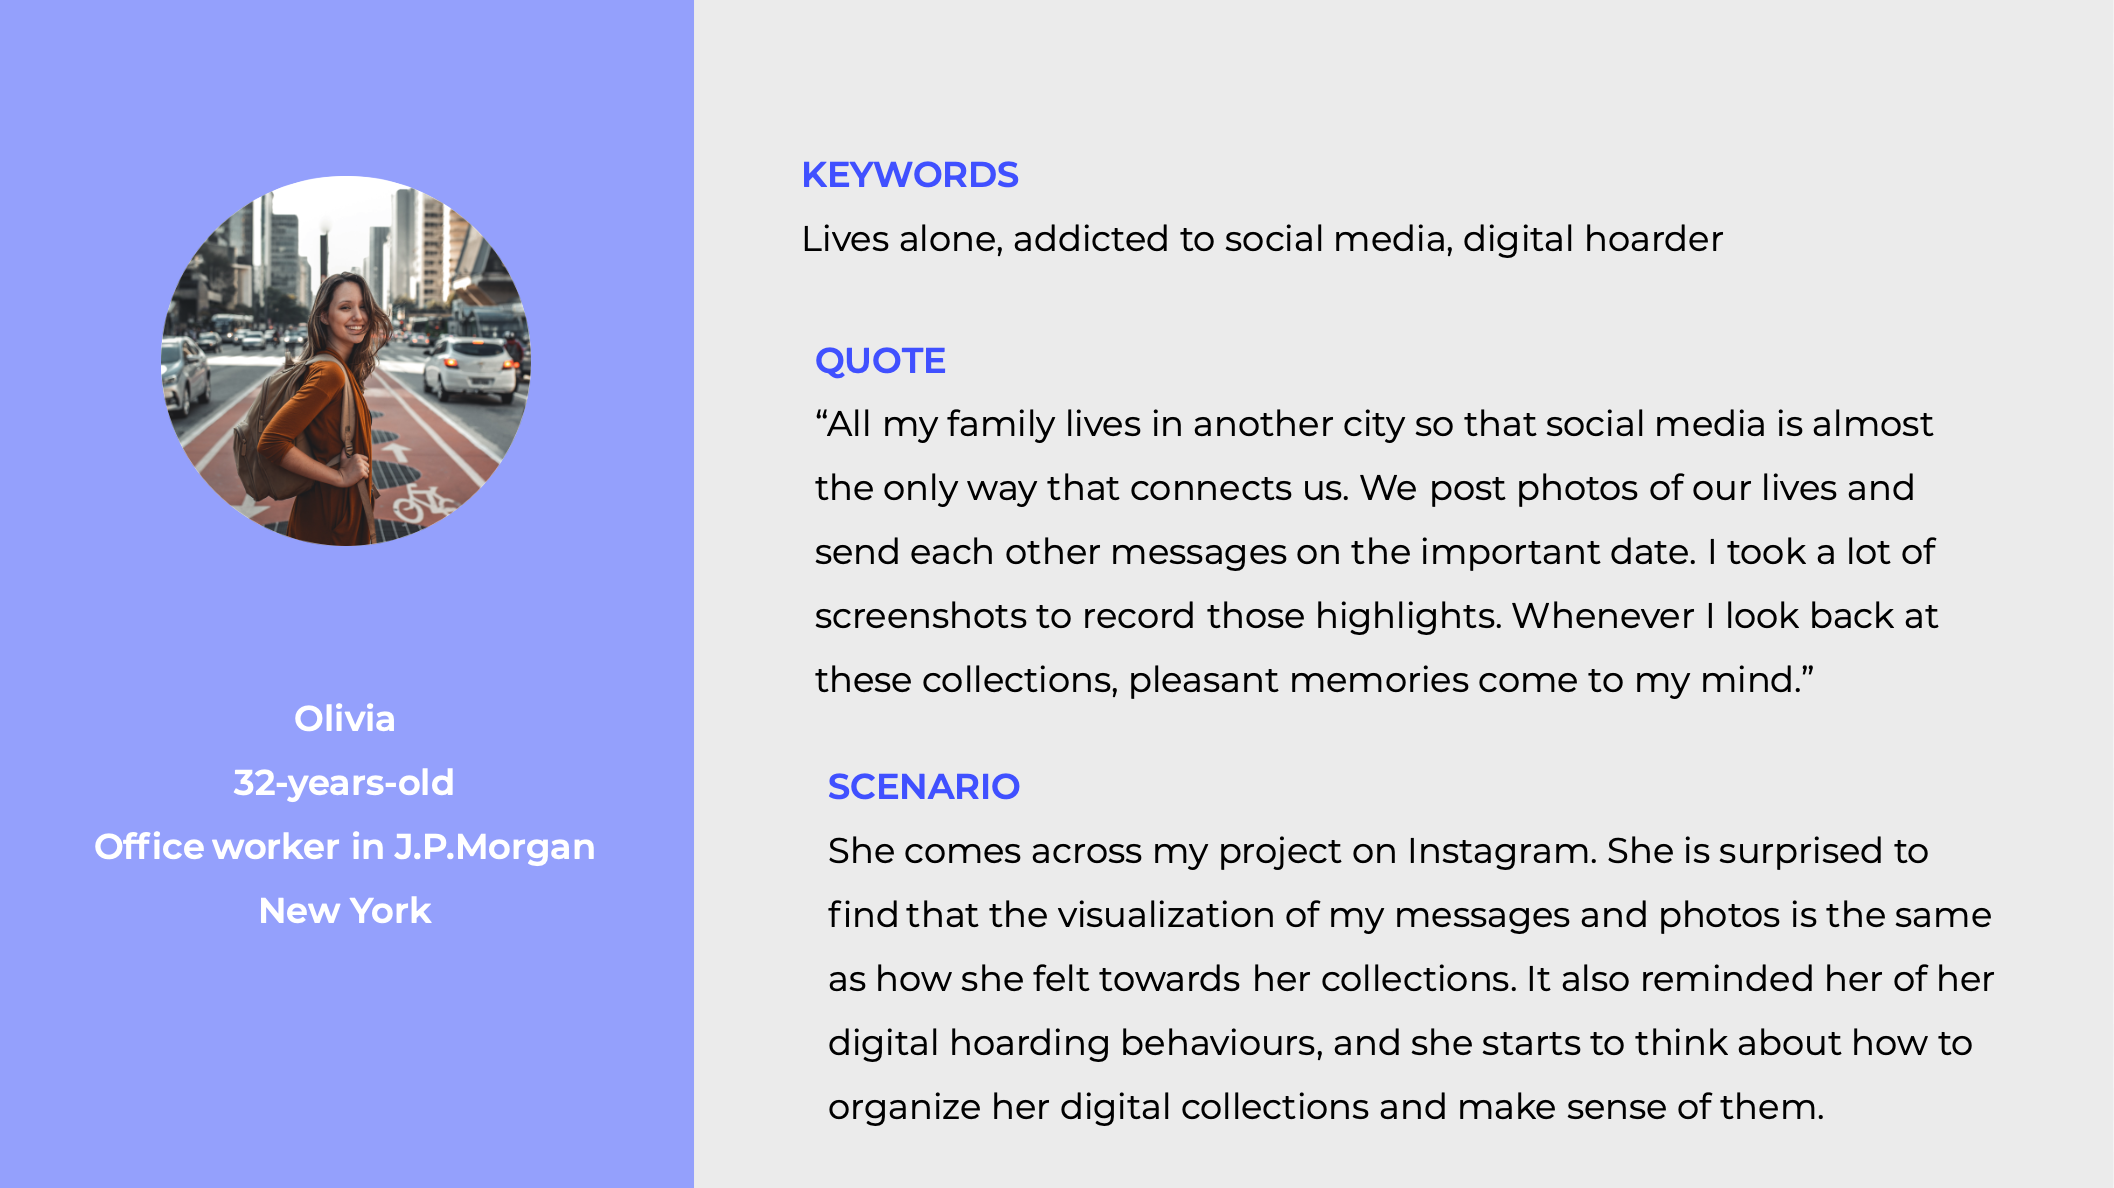 Olivia
32-years-old
Office worker in J.P.Morgan
New York
KEYWORDS
Lives alone, addicted to social media, digital hoarder
QUOTE
“All my family lives in another city so that social media is almost
the only way that connects us. We post photos of our lives and
send each other messages on the important date. I took a lot of
screenshots to record those highlights. Whenever I look back at
these collections, pleasant memories come to my mind.”
SCENARIO
She comes across my project on Instagram. She is surprised to
find that the visualization of my messages and photos is the same
as how she felt towards her collections. It also reminded her of her
digital hoarding behaviours, and she starts to think about how to
organize her digital collections and make sense of them.